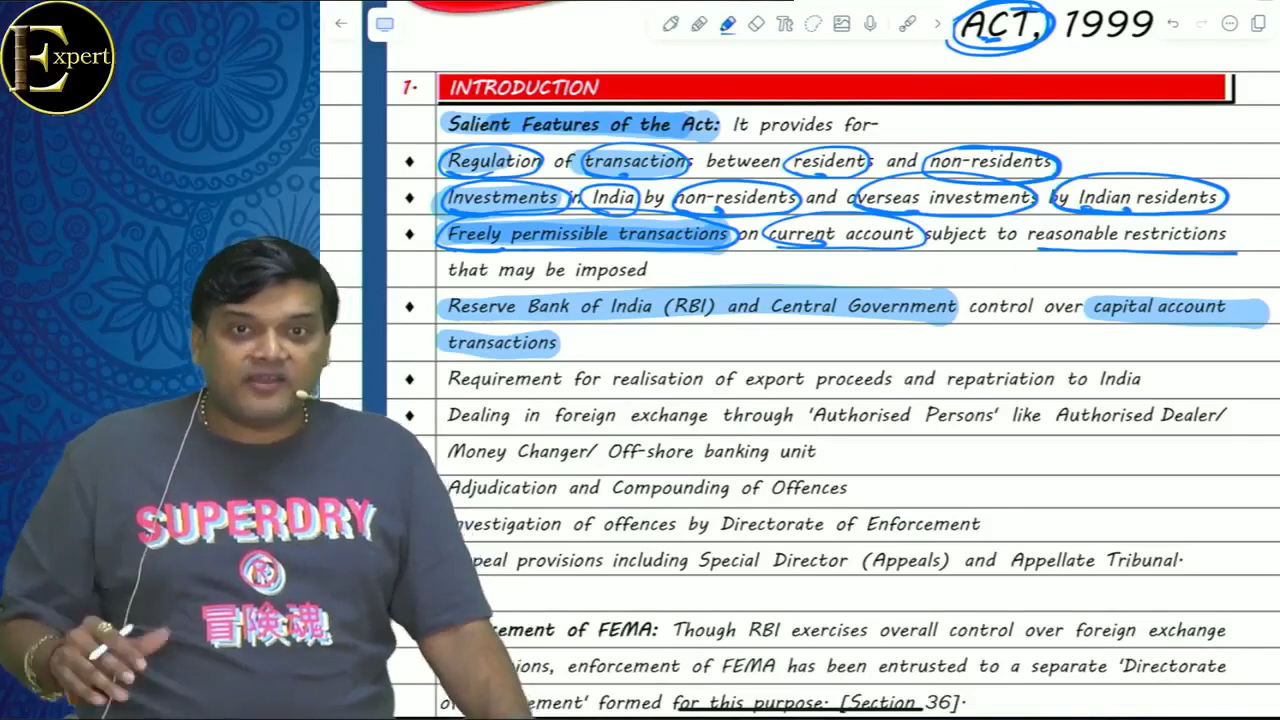 Expert
ACT, 1999
1. INTRODUCTION
Salient Features of the Act: It provides for-
♦ Regulation of transactions between residents and non-residents
♦ Investments in India by non-residents and overseas investments by Indian residents
♦ Freely permissible transactions on current account subject to reasonable restrictions
that may be imposed
♦ Reserve Bank of India (RBI) and Central Government control over capital account
transactions
♦ Requirement for realisation of export proceeds and repatriation to India
♦ Dealing in foreign exchange through 'Authorised Persons' like Authorised Dealer/
Money Changer/ Off-shore banking unit
Adjudication and Compounding of Offences
nvestigation of offences by Directorate of Enforcement
peal provisions including Special Director (Appeals) and Appellate Tribunal.
cement of FEMA: Though RBI exercises overall control over foreign exchange
ions, enforcement of FEMA has been entrusted to a separate 'Directorate
of ement' formed for this purpose. [Section 36].
SUPERDRY
冒険魂